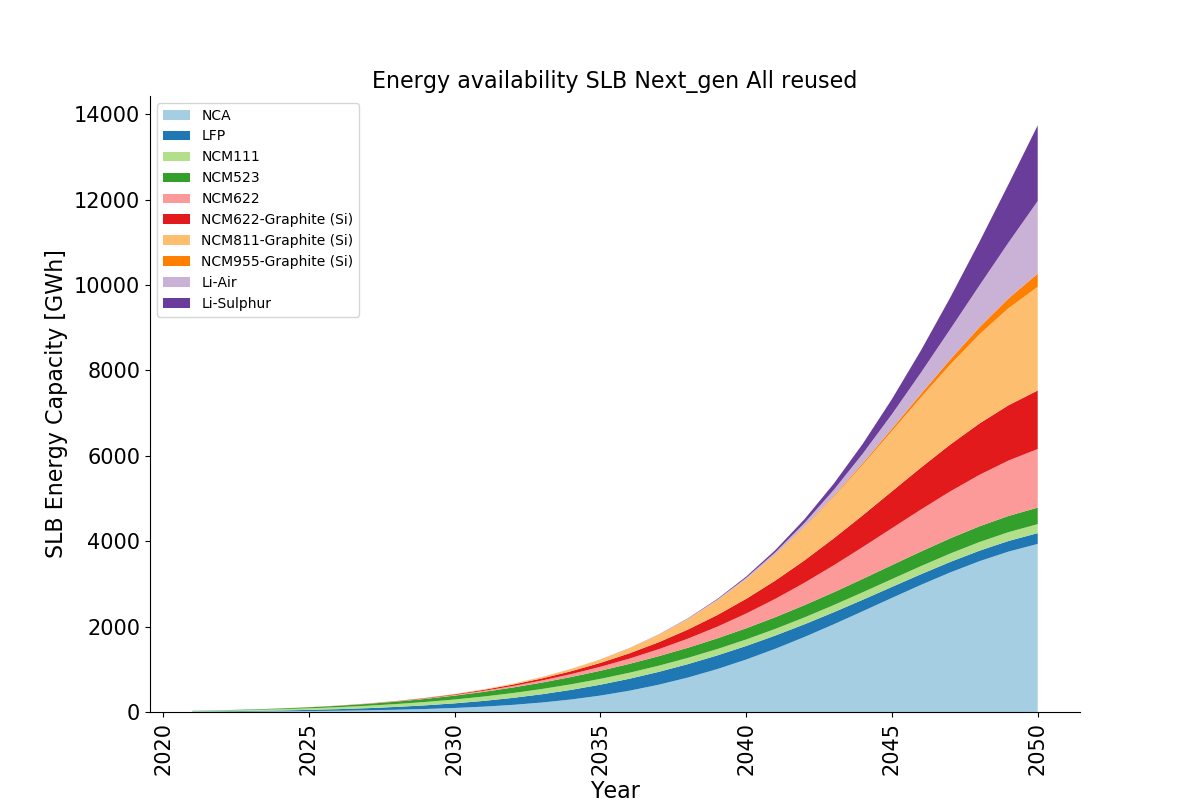 Energy availability SLB Next_gen All reused
14000
12000
10000
8000
6000
4000
2000
0
SLB Energy Capacity [GWh]
NCA
LFP
NCM111
NCM523
NCM622
NCM622-Graphite (Si)
NCM811-Graphite (Si)
NCM955-Graphite (Si)
Li-Air
Li-Sulphur
2020
2025
2030
2035
2040
2045
2050
Year